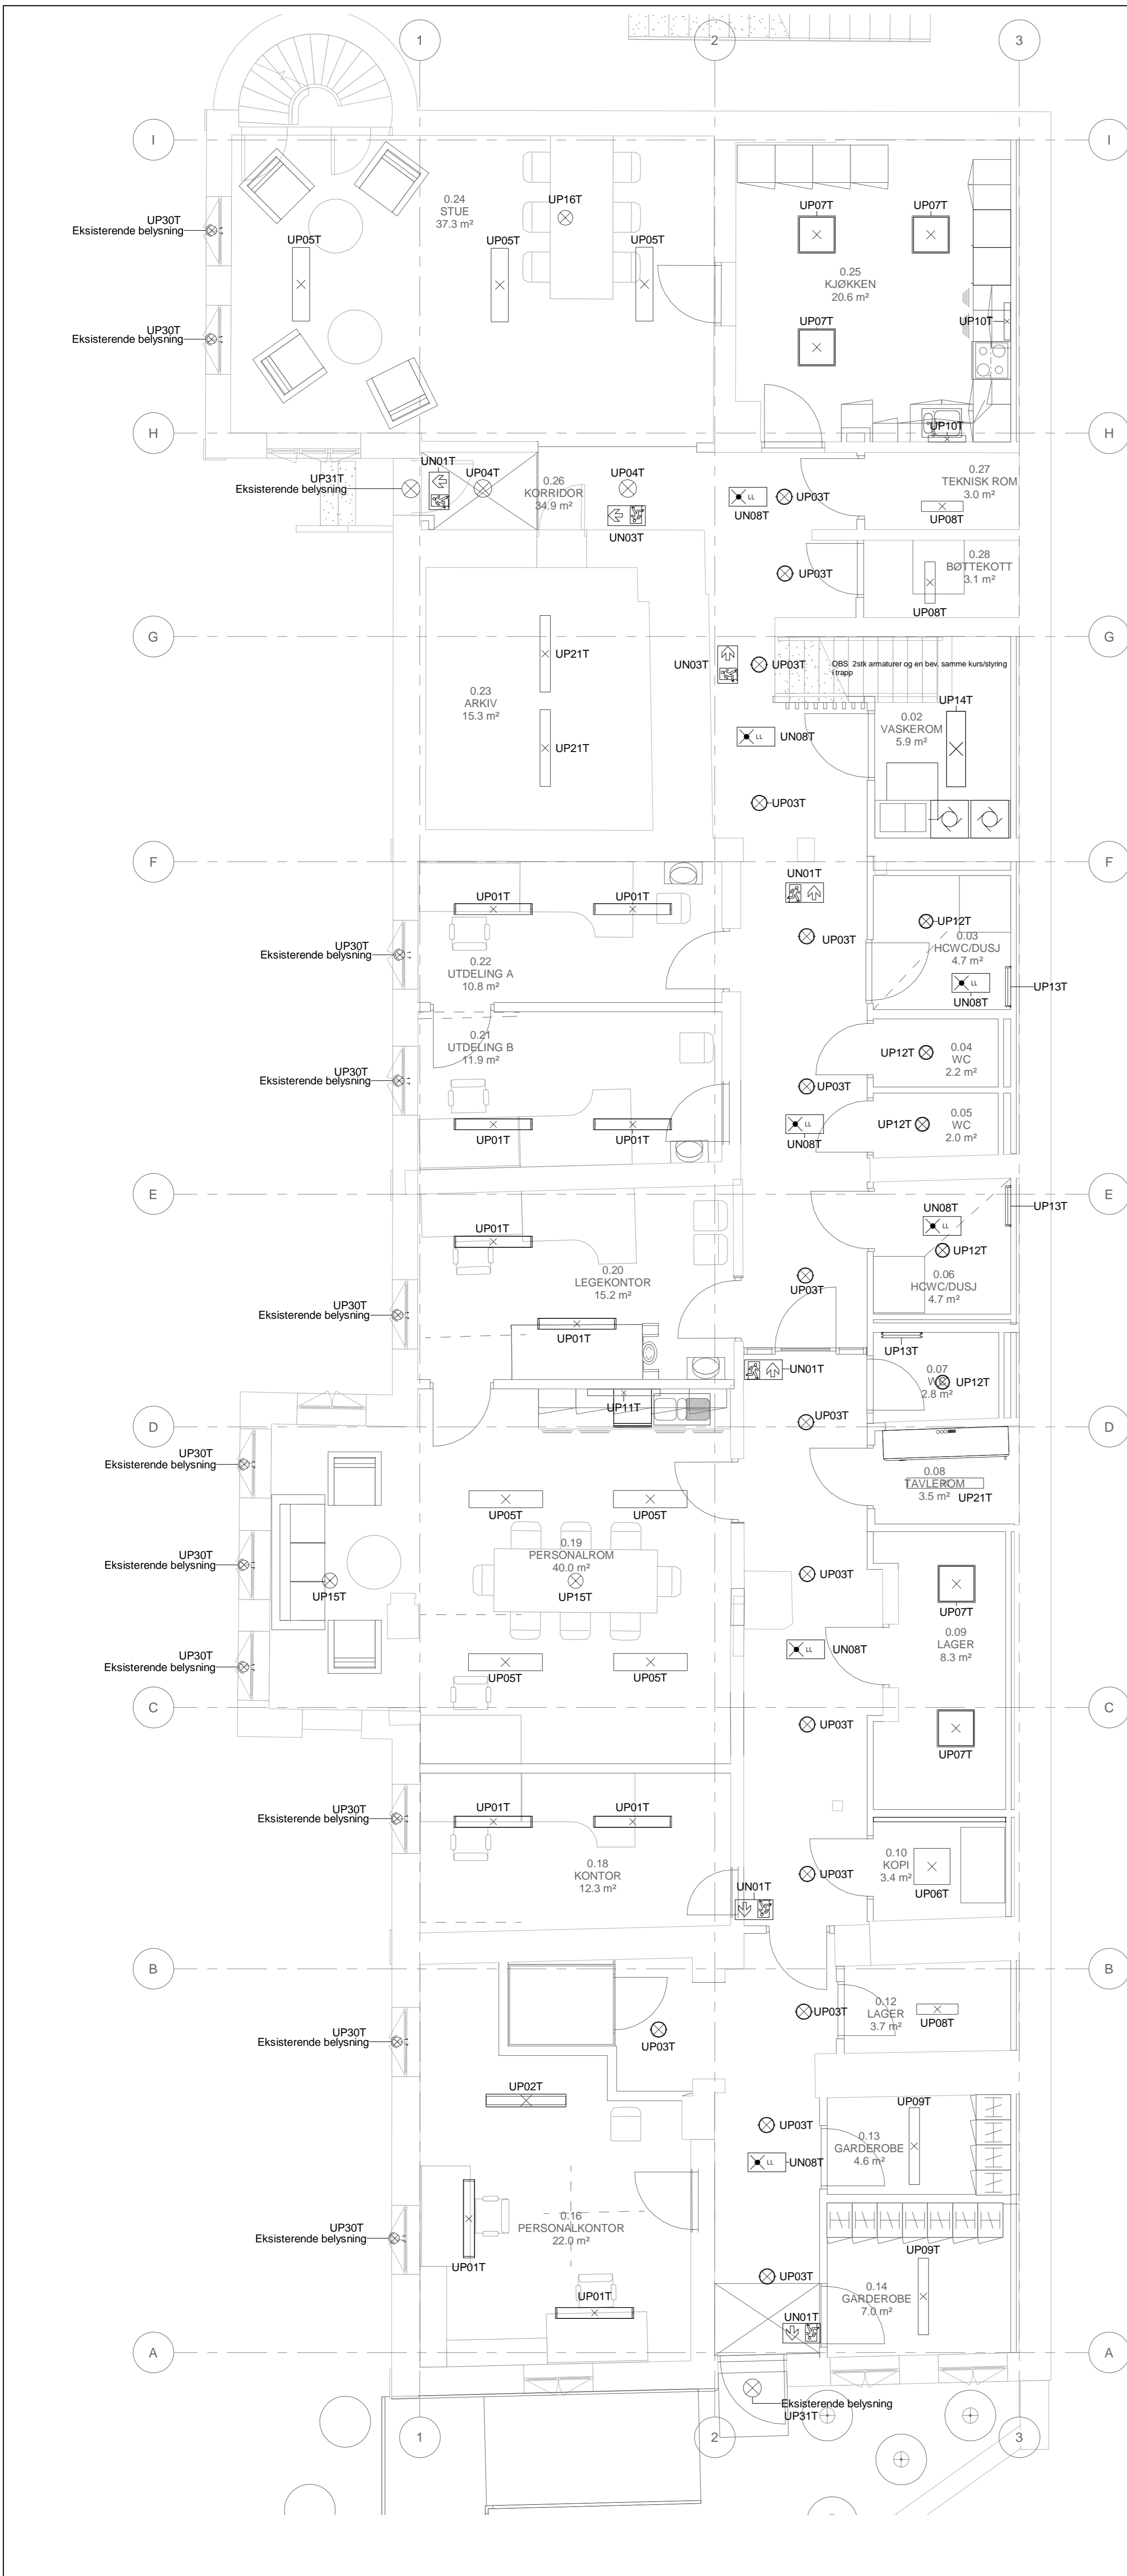 1
2
3
I
I
0.24
STUE
37.3 m²
UP16T
UP07T
UP07T
UP30T
Eksisterende belysning
UP05T
UP05T
UP05T
0.25
KJØKKEN
20.6 m²
UP07T
UP10T
UP30T
Eksisterende belysning
H
UP10T
H
UN01T
UP04T
UP04T
UP31T
Eksisterende belysning
0.26
KORRIDOR
34.9 m²
UN03T
LL
UN08T
UP03T
0.27
TEKNISK ROM
3.0 m²
UP08T
0.28
BØTTEKOTT
3.1 m²
UP03T
UP08T
G
G
UP21T
UN03T
UP03T
OBS 2stk armaturer og en bev. samme kurs/styring
i trapp
0.23
ARKIV
15.3 m²
UP14T
0.02
VASKEROM
5.9 m²
UP21T
LL
UN08T
UP03T
F
F
UN01T
UP01T
UP01T
UP12T
UP03T
0.03
HCWC/DUSJ
4.7 m²
UP30T
Eksisterende belysning
0.22
UTDELING A
10.8 m²
LL
UN08T
UP13T
0.21
UTDELING B
11.9 m²
UP12T
0.04
WC
2.2 m²
UP30T
Eksisterende belysning
UP03T
UP01T
UP01T
LL
UN08T
UP12T
0.05
WC
2.0 m²
E
E
UN08T
LL
UP13T
UP01T
UP12T
0.20
LEGEKONTOR
15.2 m²
UP03T
0.06
HCWC/DUSJ
4.7 m²
UP30T
Eksisterende belysning
UP01T
UP13T
UN01T
0.07
WC
2.8 m²
UP12T
UP11T
UP03T
D
D
UP30T
Eksisterende belysning
0.08
TAVLEROM
3.5 m²
UP21T
UP05T
UP05T
0.19
PERSONALROM
40.0 m²
UP30T
Eksisterende belysning
UP15T
UP15T
UP03T
UP07T
0.09
LAGER
8.3 m²
LL
UN08T
UP30T
Eksisterende belysning
UP05T
UP05T
C
C
UP03T
UP07T
UP30T
Eksisterende belysning
UP01T
UP01T
0.18
KONTOR
12.3 m²
0.10
KOPI
3.4 m²
UP03T
UP06T
UN01T
B
B
0.12
LAGER
3.7 m²
UP03T
UP08T
UP30T
Eksisterende belysning
UP03T
UP02T
UP09T
UP03T
0.13
GARDEROBE
4.6 m²
LL
UN08T
0.16
PERSONALKONTOR
22.0 m²
UP30T
Eksisterende belysning
UP01T
UP09T
UP03T
0.14
GARDEROBE
7.0 m²
UP01T
UN01T
A
A
Eksisterende belysning
UP31T
1
2
3